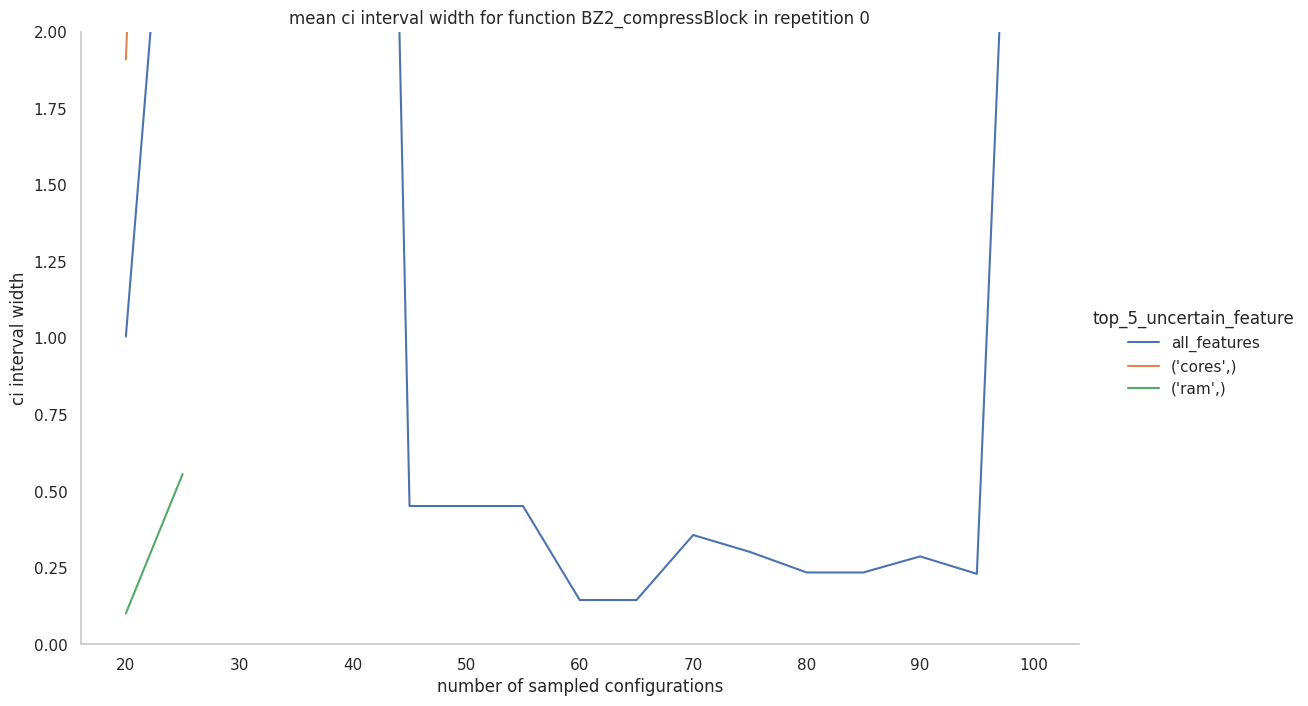 mean ci interval width for function BZ2_compressBlock in repetition 0
2.00
1.75
1.50
1.25
1.00
0.75
0.50
0.25
0.00
ci interval width
20 30 40 50 60 70 80 90 100
number of sampled configurations
top_5_uncertain_feature
all_features
('cores',)
('ram',)